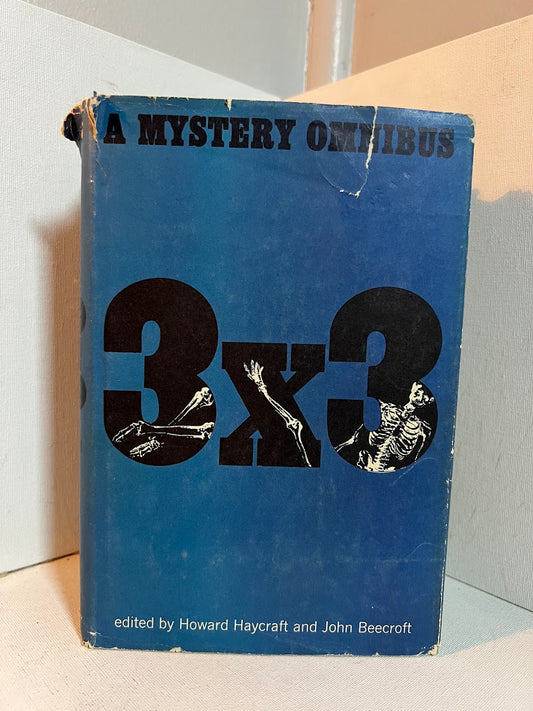 A MYSTERY OMNIBUS
3x3
edited by Howard Haycraft and John Beecroft